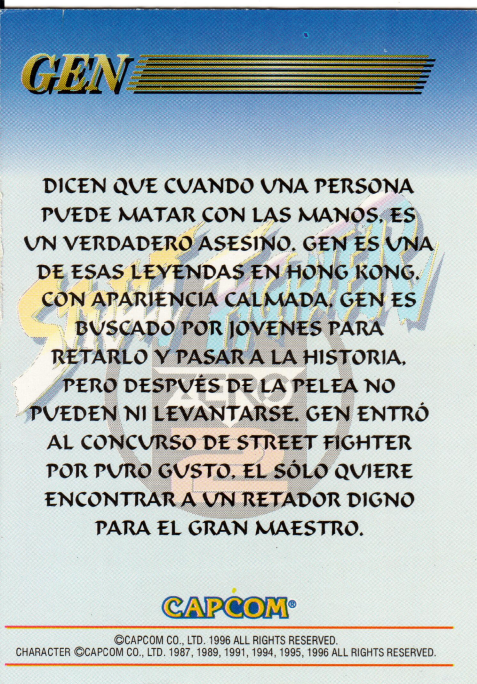 GEN
DICEN QUE CUANDO UNA PERSONA
PUEDE MATAR CON LAS MANOS, ES
UN VERDADERO ASESINO. GEN ES UNA
DE ESAS LEYENDAS EN HONG KONG.
CON APARIENCIA CALMADA, GEN ES
BUSCADO POR JOVENES PARA
RETARLO Y PASAR A LA HISTORIA,
PERO DESPUÉS DE LA PELEA NO
PUEDEN NI LEVANTARSE. GEN ENTRÓ
AL CONCURSO DE STREET FIGHTER
POR PURO GUSTO, EL SÓLO QUIERE
ENCONTRAR A UN RETADOR DIGNO
PARA EL GRAN MAESTRO.
STREET FIGHTER
ZERO
2
CAPCOM®
©CAPCOM CO., LTD. 1996 ALL RIGHTS RESERVED.
CHARACTER ©CAPCOM CO., LTD. 1987, 1989, 1991, 1994, 1995, 1996 ALL RIGHTS RESERVED.